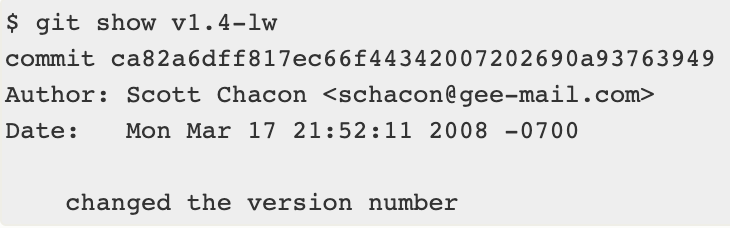 $ git show v1.4-lw
commit ca82a6dff817ec66f44342007202690a93763949
Author: Scott Chacon <schacon@gee-mail.com>
Date:   Mon Mar 17 21:52:11 2008 -0700
    changed the version number